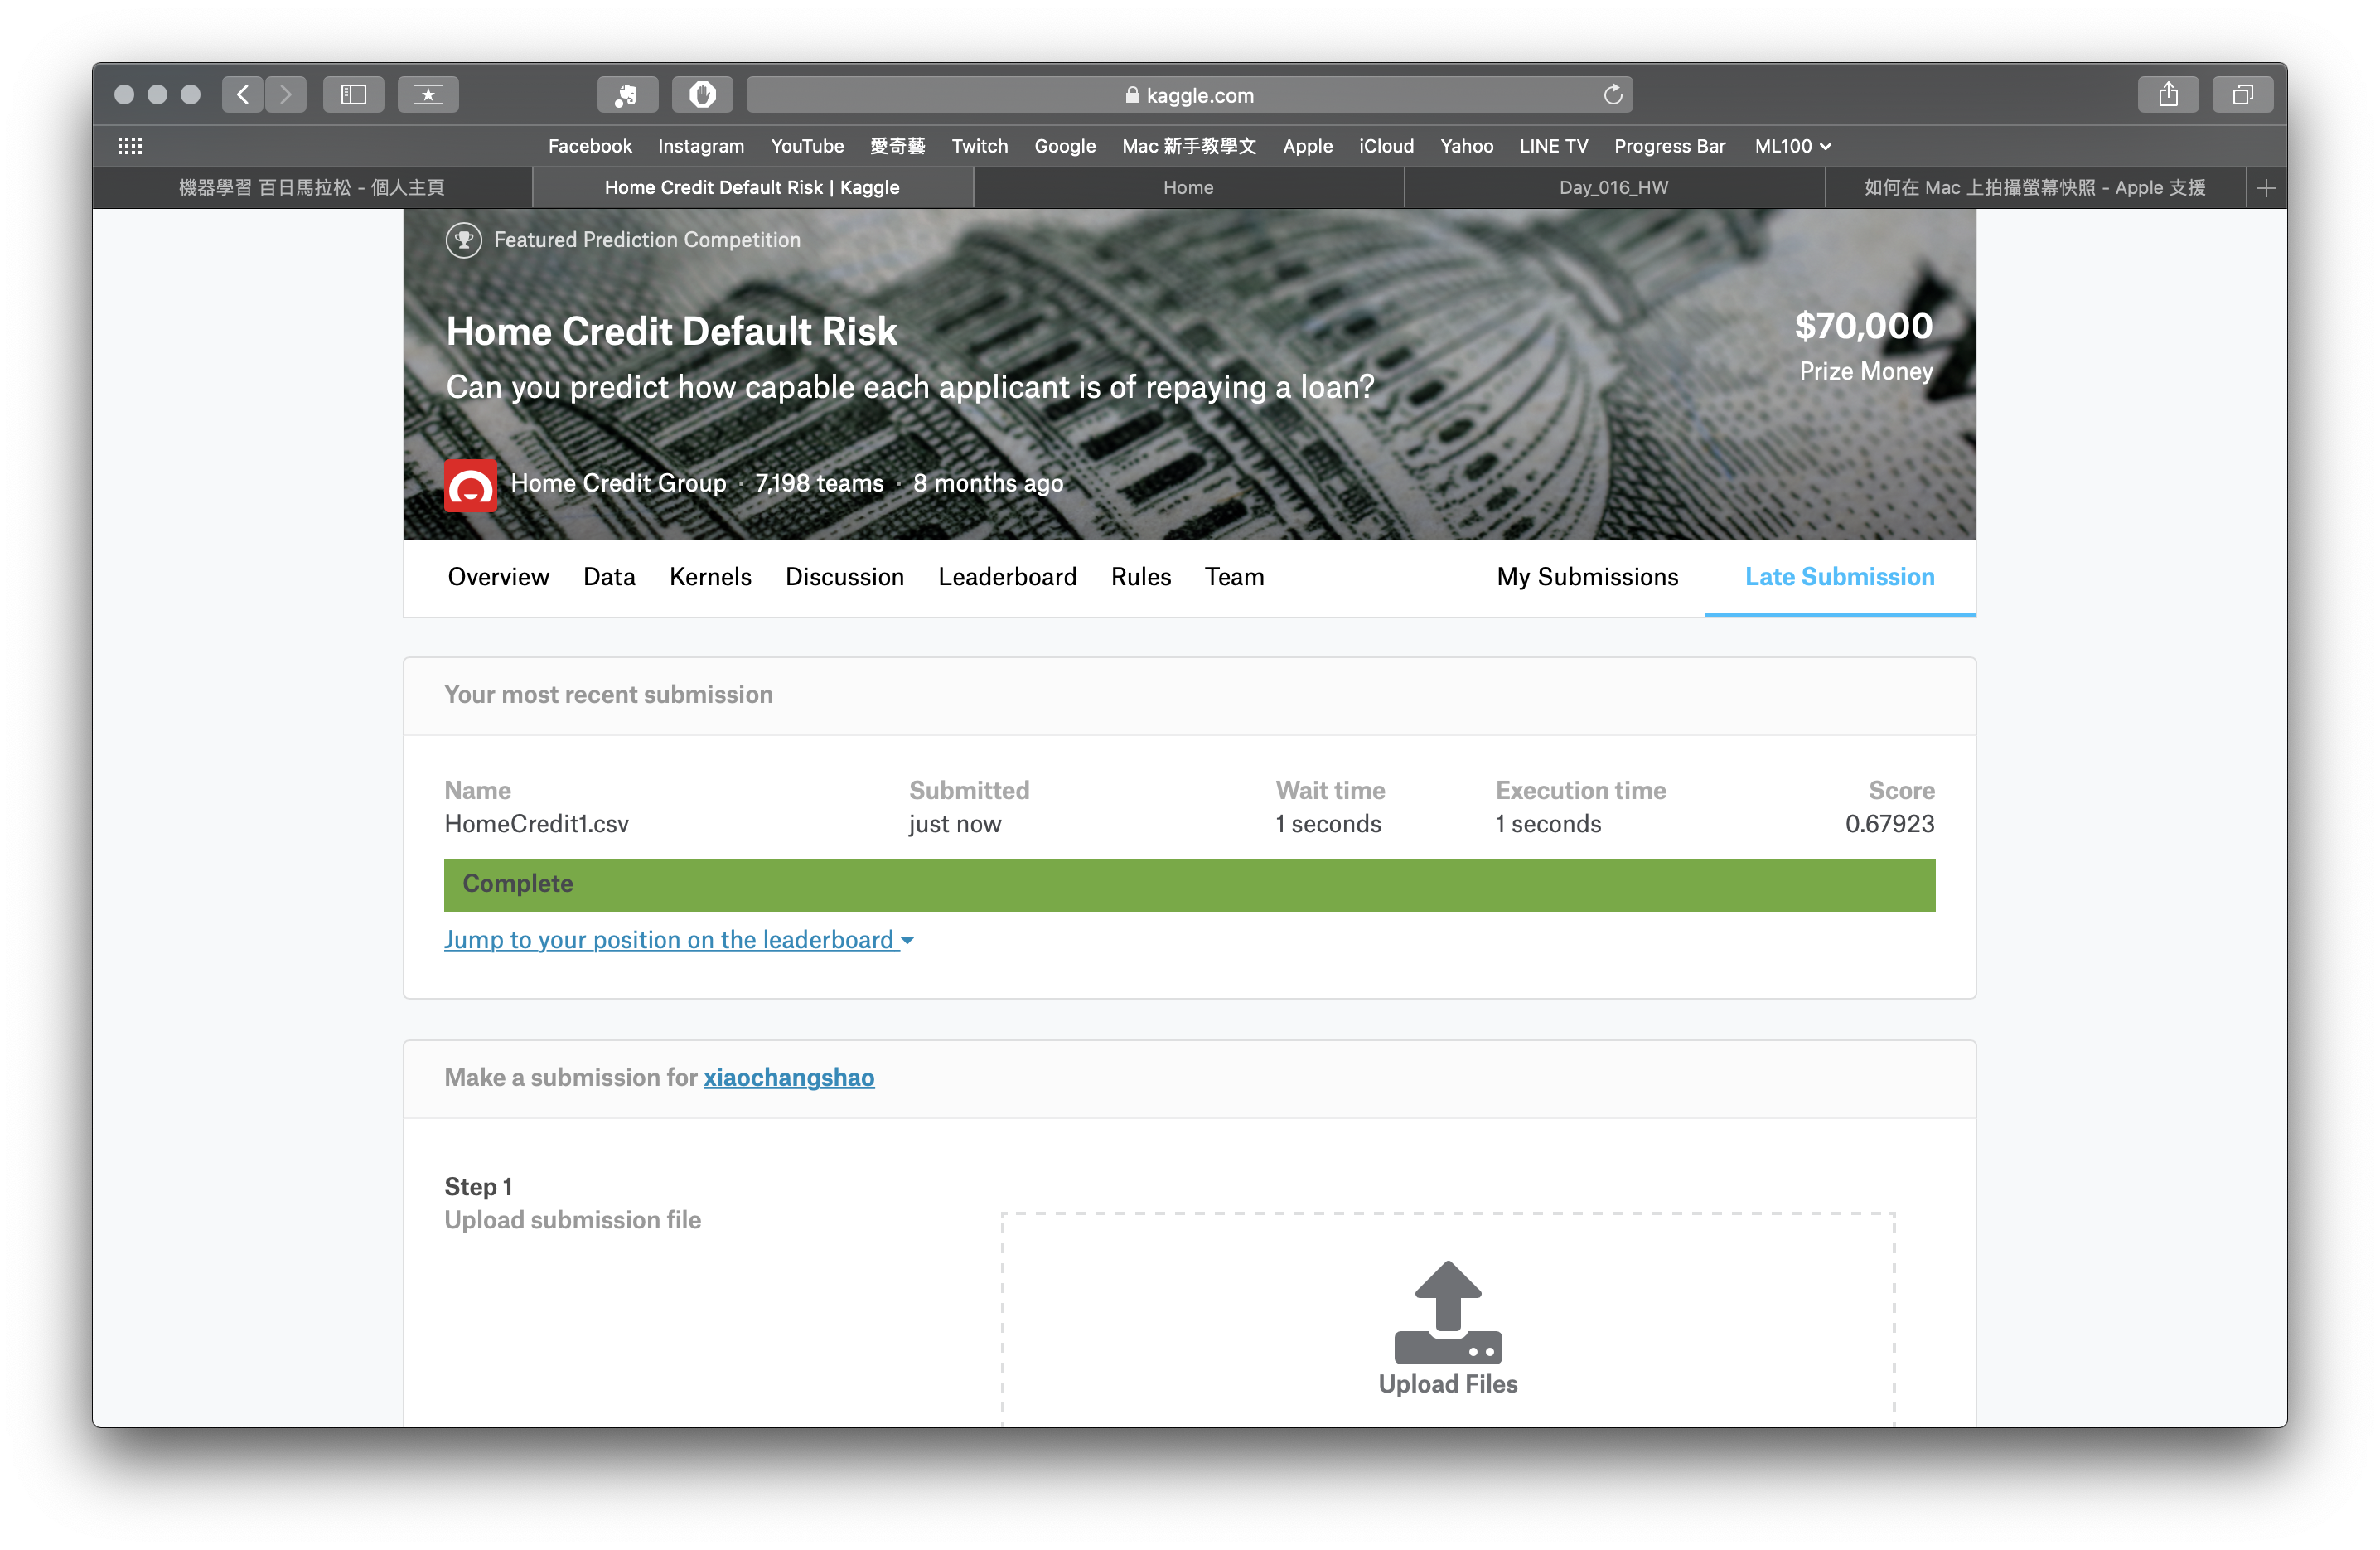 kaggle.com
Facebook Instagram YouTube 愛奇藝 Twitch Google Mac 新手教學文 Apple iCloud Yahoo LINE TV Progress Bar ML100
機器學習 百日馬拉松 - 個人主頁 Home Credit Default Risk | Kaggle Home Day_016_HW 如何在 Mac 上拍攝螢幕快照 - Apple 支援
Featured Prediction Competition
Home Credit Default Risk
$70,000
Can you predict how capable each applicant is of repaying a loan?
Prize Money
Home Credit Group · 7,198 teams · 8 months ago
Overview Data Kernels Discussion Leaderboard Rules Team My Submissions Late Submission
Your most recent submission
Name Submitted Wait time Execution time Score
HomeCredit1.csv just now 1 seconds 1 seconds 0.67923
Complete
Jump to your position on the leaderboard
Make a submission for xiaochangshao
Step 1
Upload submission file
Upload Files